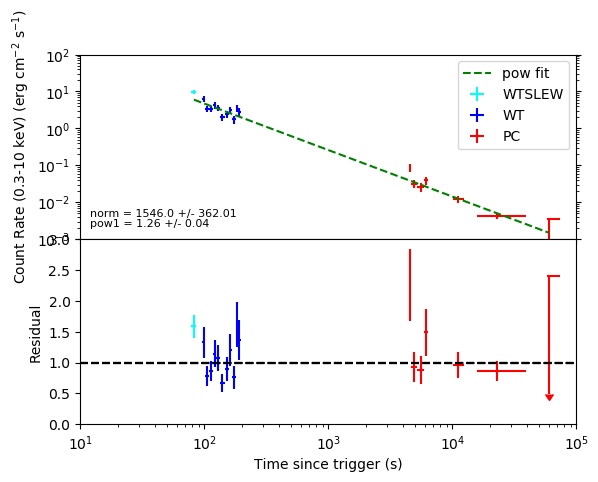 Count Rate (0.3-10 keV) (erg cm⁻² s⁻¹)
10²
10¹
10⁰
10⁻¹
10⁻²
10⁻³
pow fit
WTSLEW
WT
PC
norm = 1546.0 +/- 362.01
pow1 = 1.26 +/- 0.04
Residual
3.0
2.5
2.0
1.5
1.0
0.5
0.0
10¹ 10² 10³ 10⁴ 10⁵
Time since trigger (s)